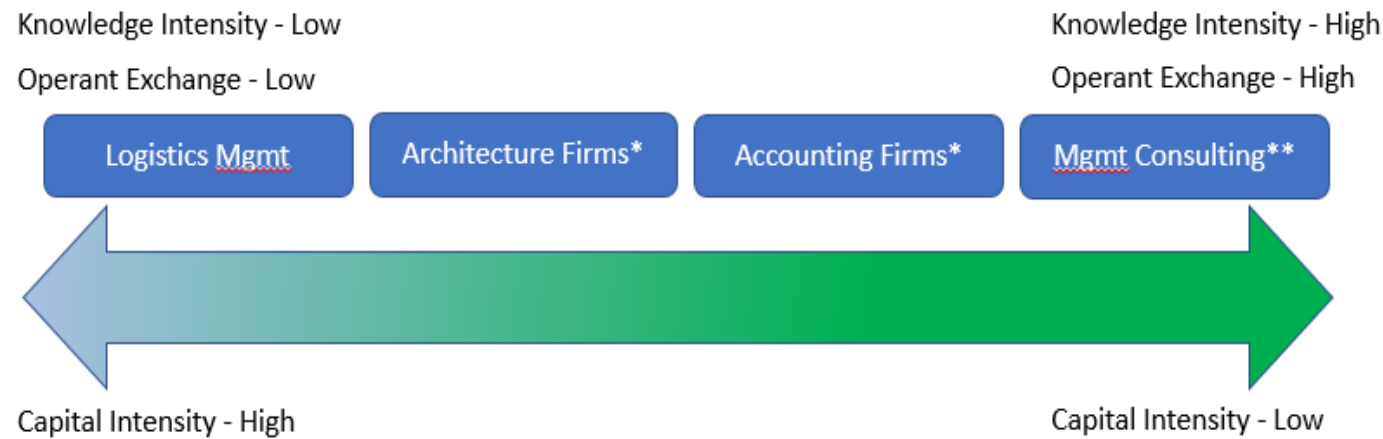 Knowledge Intensity - Low
Knowledge Intensity - High
Operant Exchange - Low
Operant Exchange - High
Logistics Mgmt
Architecture Firms*
Accounting Firms*
Mgmt Consulting**
Capital Intensity - High
Capital Intensity - Low